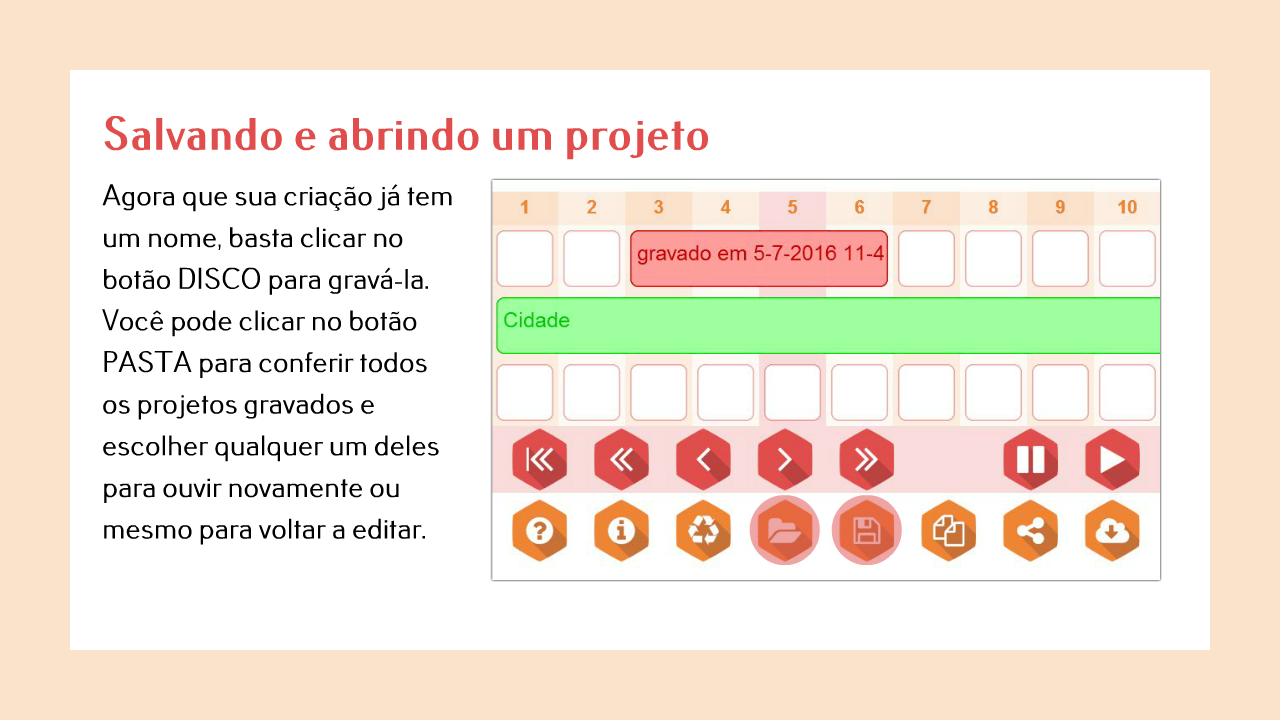 Salvando e abrindo um projeto
Agora que sua criação já tem
um nome, basta clicar no
botão DISCO para gravá-la.
Você pode clicar no botão
PASTA para conferir todos
os projetos gravados e
escolher qualquer um deles
para ouvir novamente ou
mesmo para voltar a editar.
1 2 3 4 5 6 7 8 9 10
gravado em 5-7-2016 11-4
Cidade